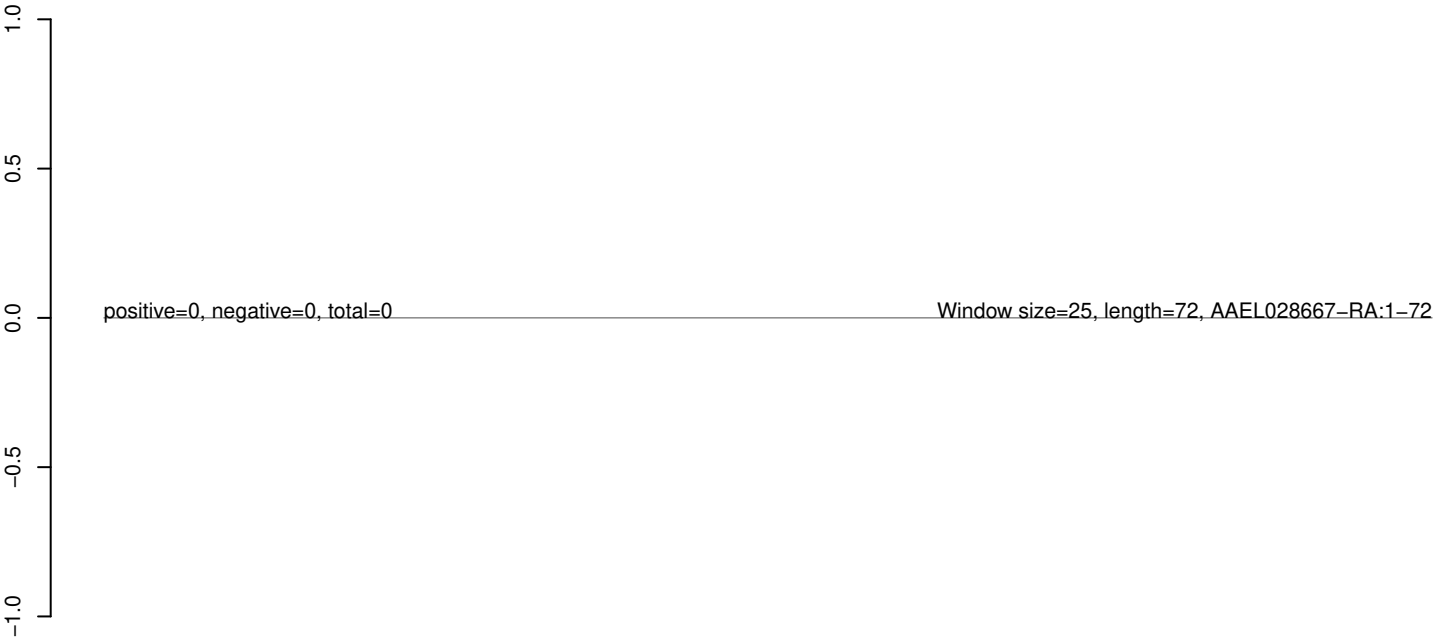 1.0
0.5
0.0
−0.5
−1.0
positive=0, negative=0, total=0
Window size=25, length=72, AAEL028667−RA:1−72